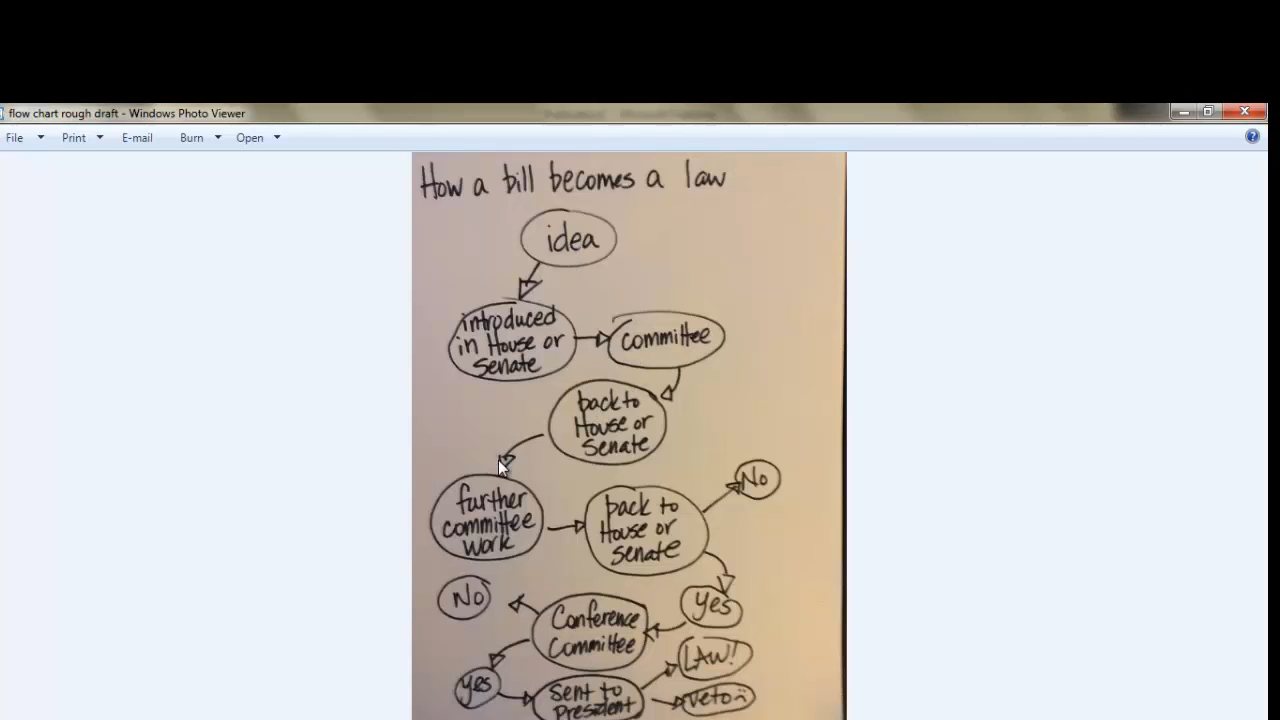 flow chart rough draft - Windows Photo Viewer
File Print E-mail Burn Open
How a bill becomes a law
idea
introduced
in House or
Senate
committee
back to
House or
Senate
further
committee
work
back to
House or
Senate
No
yes
Conference
Committee
No
yes
sent to
LAW!
veto